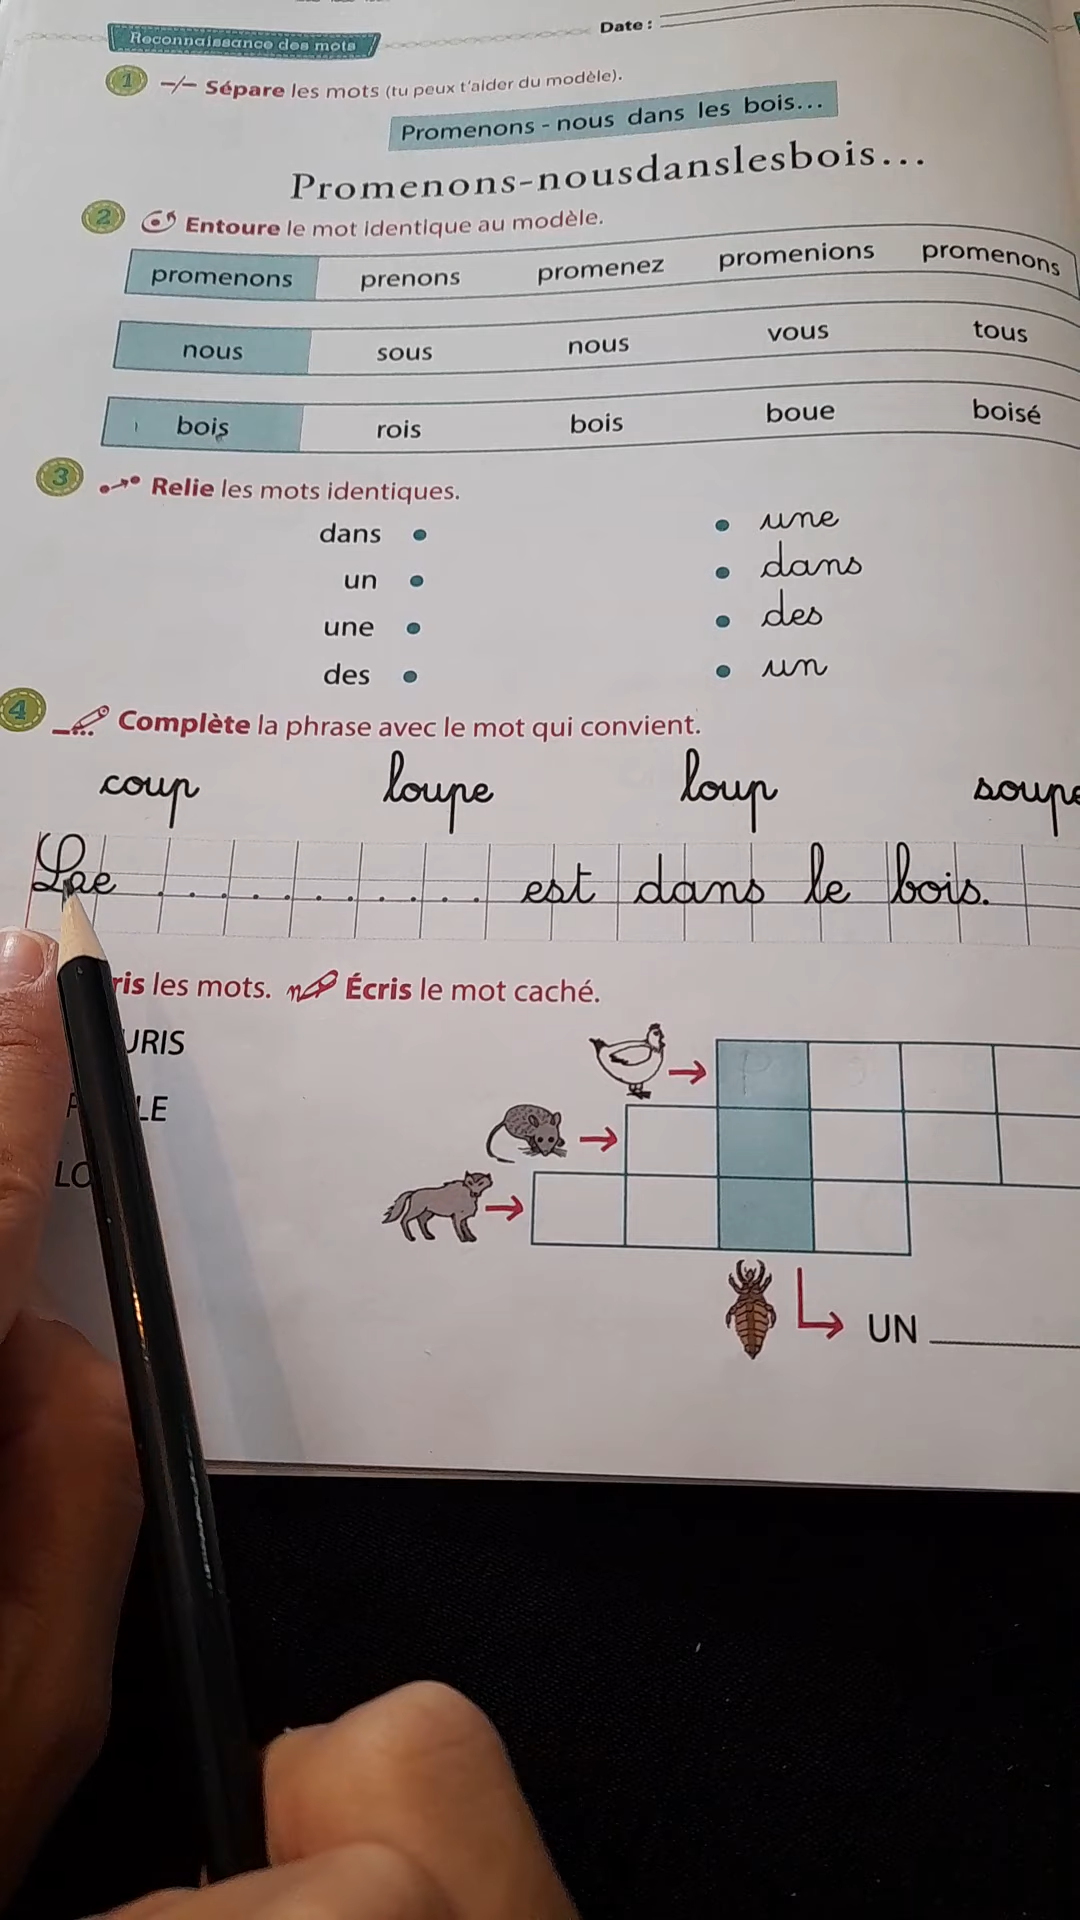 Reconnaissance des mots
Date :
1 Sépare les mots (tu peux t'aider du modèle).
Promenons - nous dans les bois...
Promenons-nousdanslesbois...
2 Entoure le mot identique au modèle.
promenons prenons promenez promenions promenons
nous sous nous vous tous
bois rois bois boue boisé
3 Relie les mots identiques.
dans une
un dans
une des
des un
4 Complète la phrase avec le mot qui convient.
coup loupe loup soupe
.......... est dans le bois.
les mots. Écris le mot caché.
P
UN